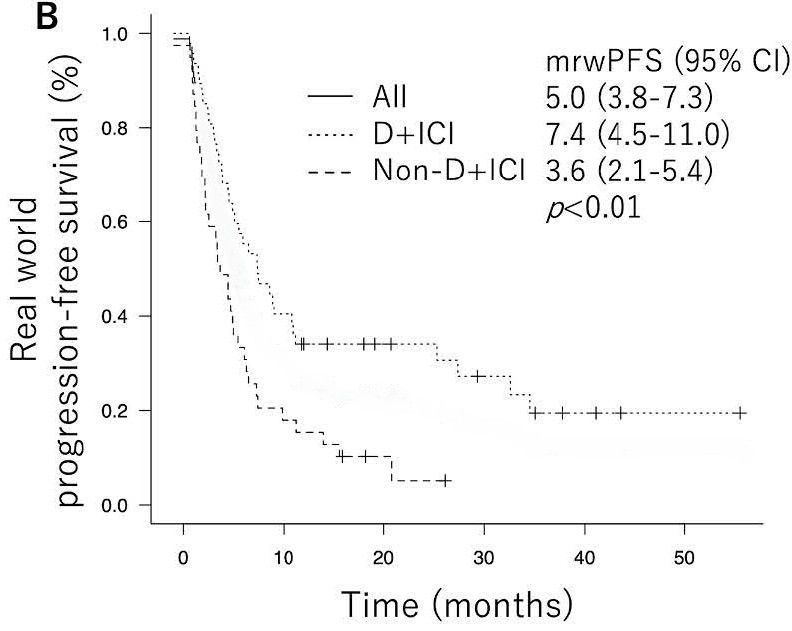 B
mrwPFS (95% CI)
All 5.0 (3.8-7.3)
D+ICI 7.4 (4.5-11.0)
Non-D+ICI 3.6 (2.1-5.4)
p<0.01
Real world
progression-free survival (%)
1.0
0.8
0.6
0.4
0.2
0.0
0 10 20 30 40 50
Time (months)